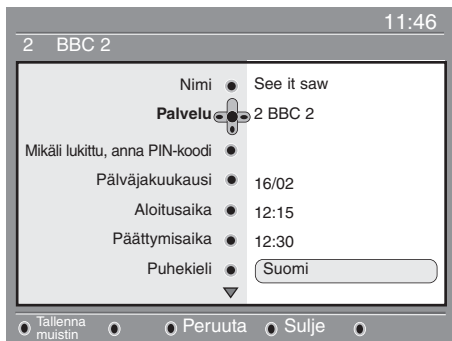 11:46
2 BBC 2
Nimi See it saw
Palvelu 2 BBC 2
Mikäli lukittu, anna PIN-koodi
Pälväjakuukausi 16/02
Aloitusaika 12:15
Päättymisaika 12:30
Puhekieli Suomi
Tallenna
muistin Peruuta Sulje